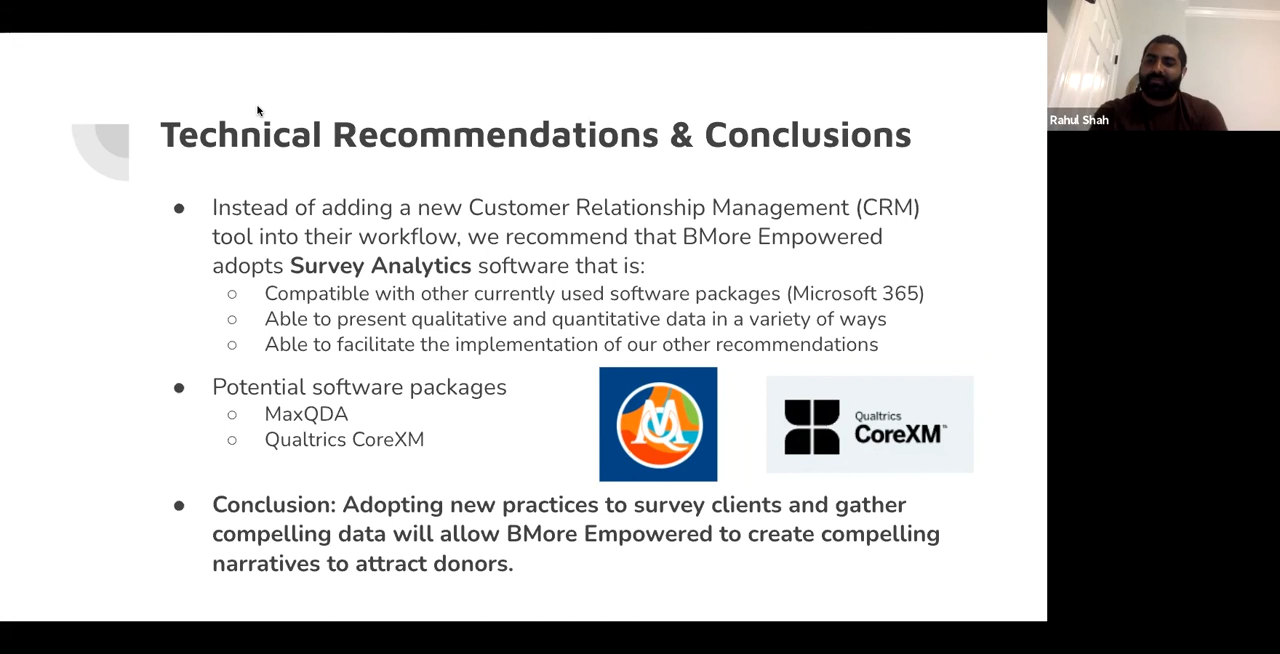 Technical Recommendations & Conclusions
● Instead of adding a new Customer Relationship Management (CRM)
tool into their workflow, we recommend that BMore Empowered
adopts Survey Analytics software that is:
○ Compatible with other currently used software packages (Microsoft 365)
○ Able to present qualitative and quantitative data in a variety of ways
○ Able to facilitate the implementation of our other recommendations
● Potential software packages
○ MaxQDA
○ Qualtrics CoreXM
Qualtrics
CoreXM™
● Conclusion: Adopting new practices to survey clients and gather
compelling data will allow BMore Empowered to create compelling
narratives to attract donors.
Rahul Shah